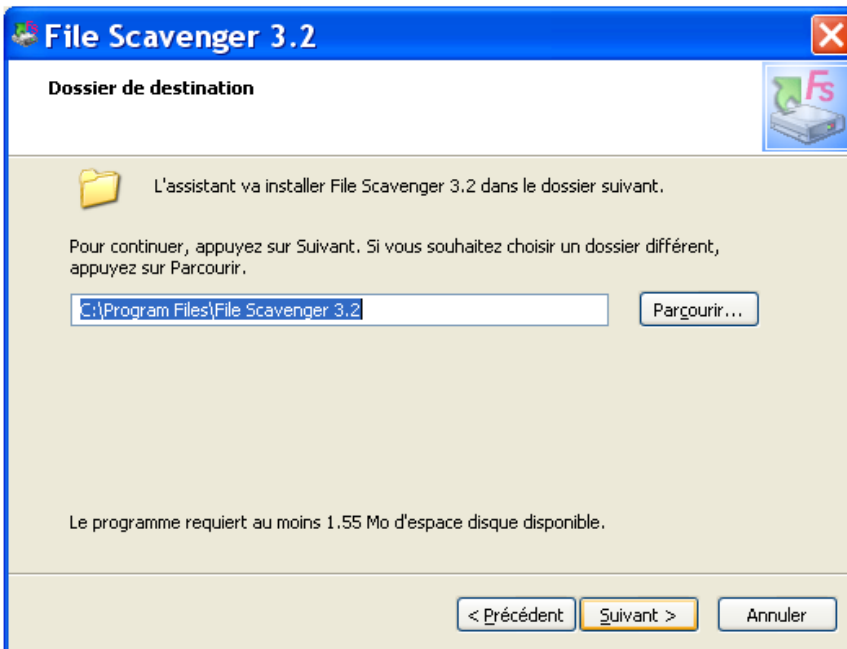 File Scavenger 3.2
Dossier de destination
Fs
L'assistant va installer File Scavenger 3.2 dans le dossier suivant.
Pour continuer, appuyez sur Suivant. Si vous souhaitez choisir un dossier différent,
appuyez sur Parcourir.
C:\Program Files\File Scavenger 3.2
Parcourir...
Le programme requiert au moins 1.55 Mo d'espace disque disponible.
< Précédent
Suivant >
Annuler